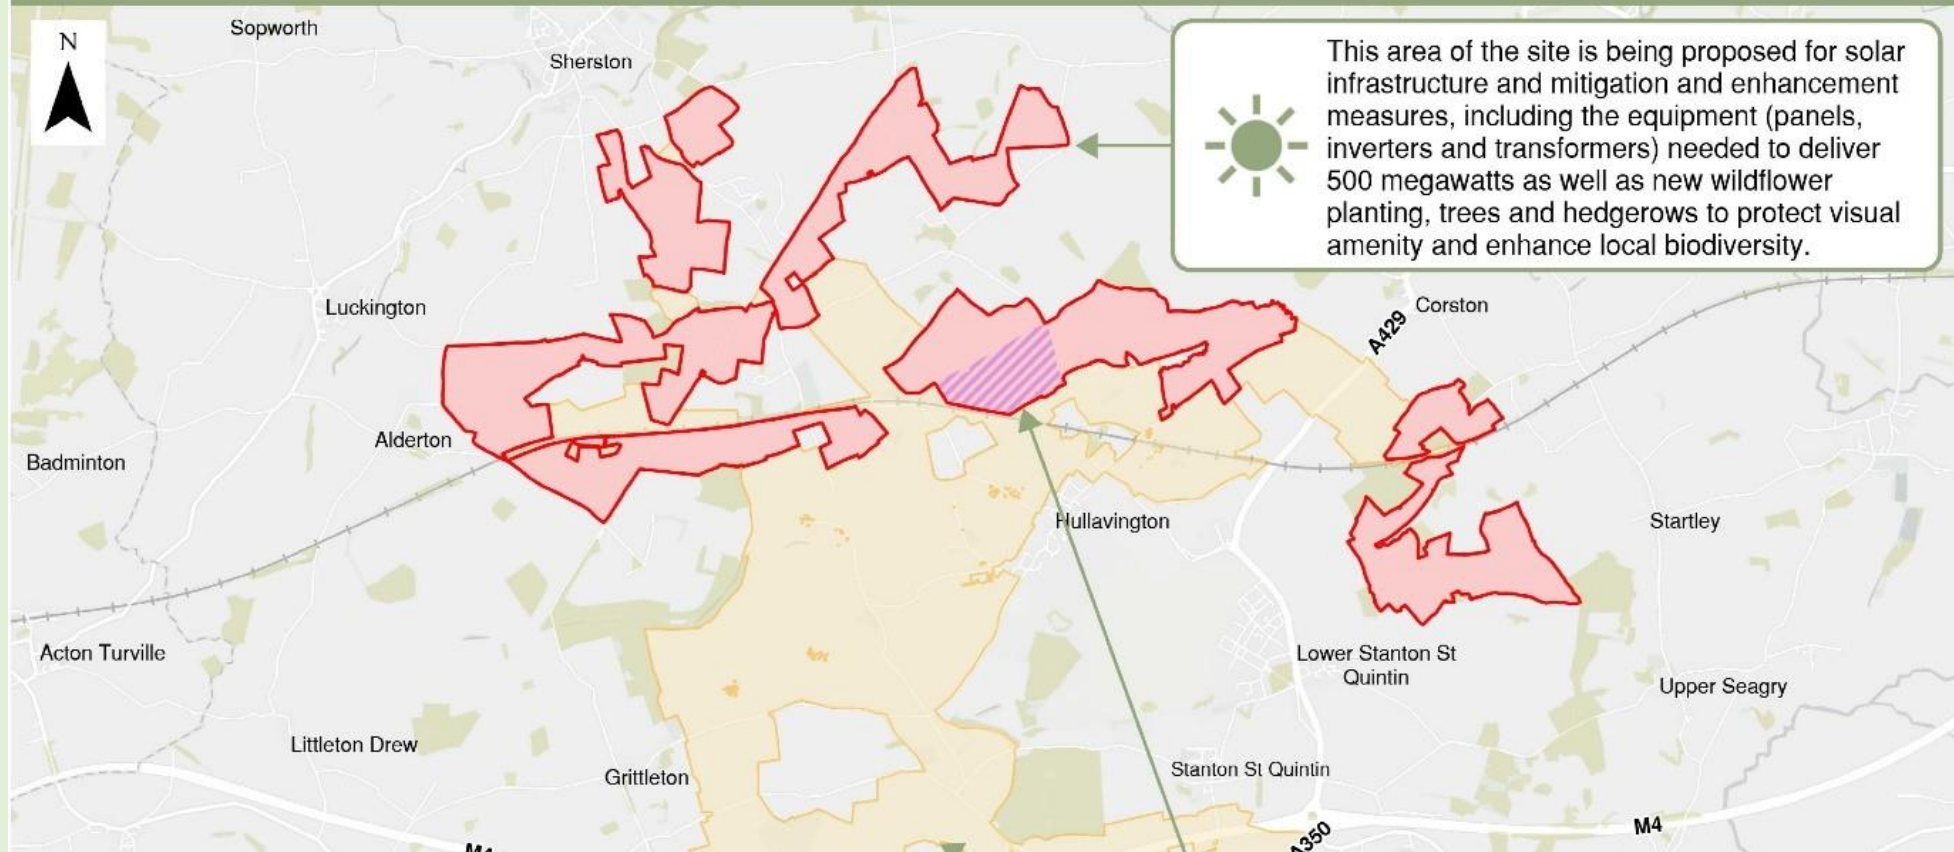 N
Sopworth
Sherston
This area of the site is being proposed for solar
infrastructure and mitigation and enhancement
measures, including the equipment (panels,
inverters and transformers) needed to deliver
500 megawatts as well as new wildflower
planting, trees and hedgerows to protect visual
amenity and enhance local biodiversity.
Luckington
Corston
A429
Alderton
Badminton
Hullavington
Startley
Acton Turville
Lower Stanton St
Quintin
Upper Seagry
Littleton Drew
Grittleton
Stanton St Quintin
M4
A350
M4